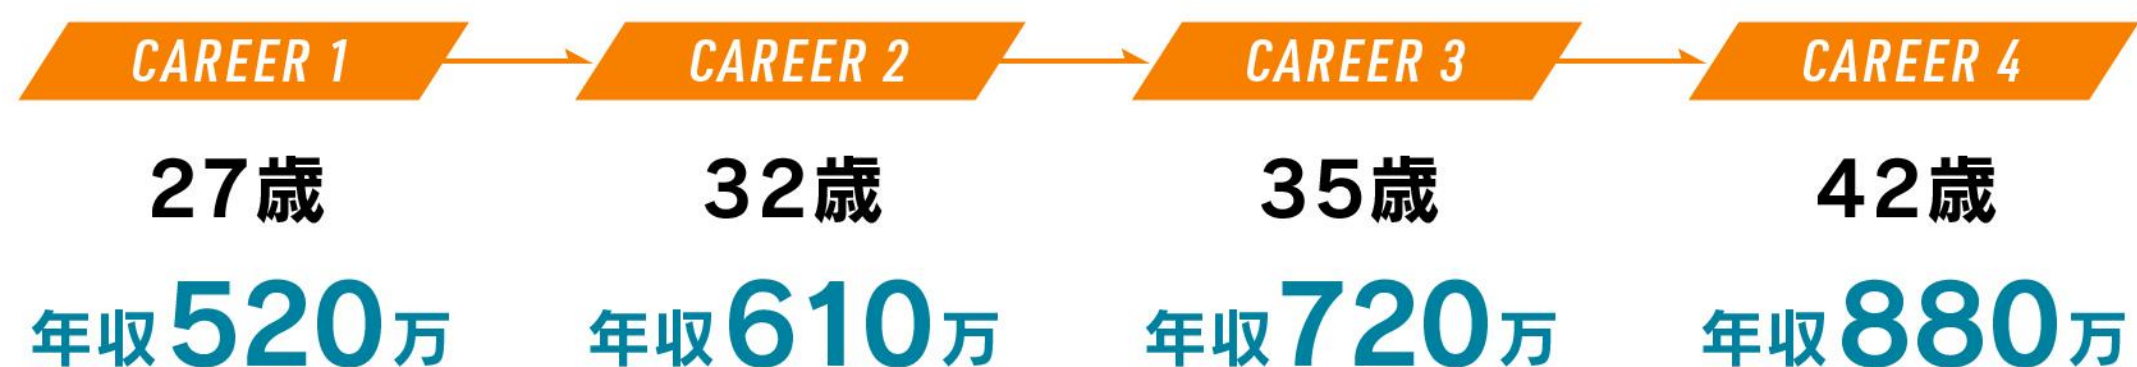 CAREER 1
CAREER 2
CAREER 3
CAREER 4
27歳
32歳
35歳
42歳
年収520万
年収610万
年収720万
年収880万